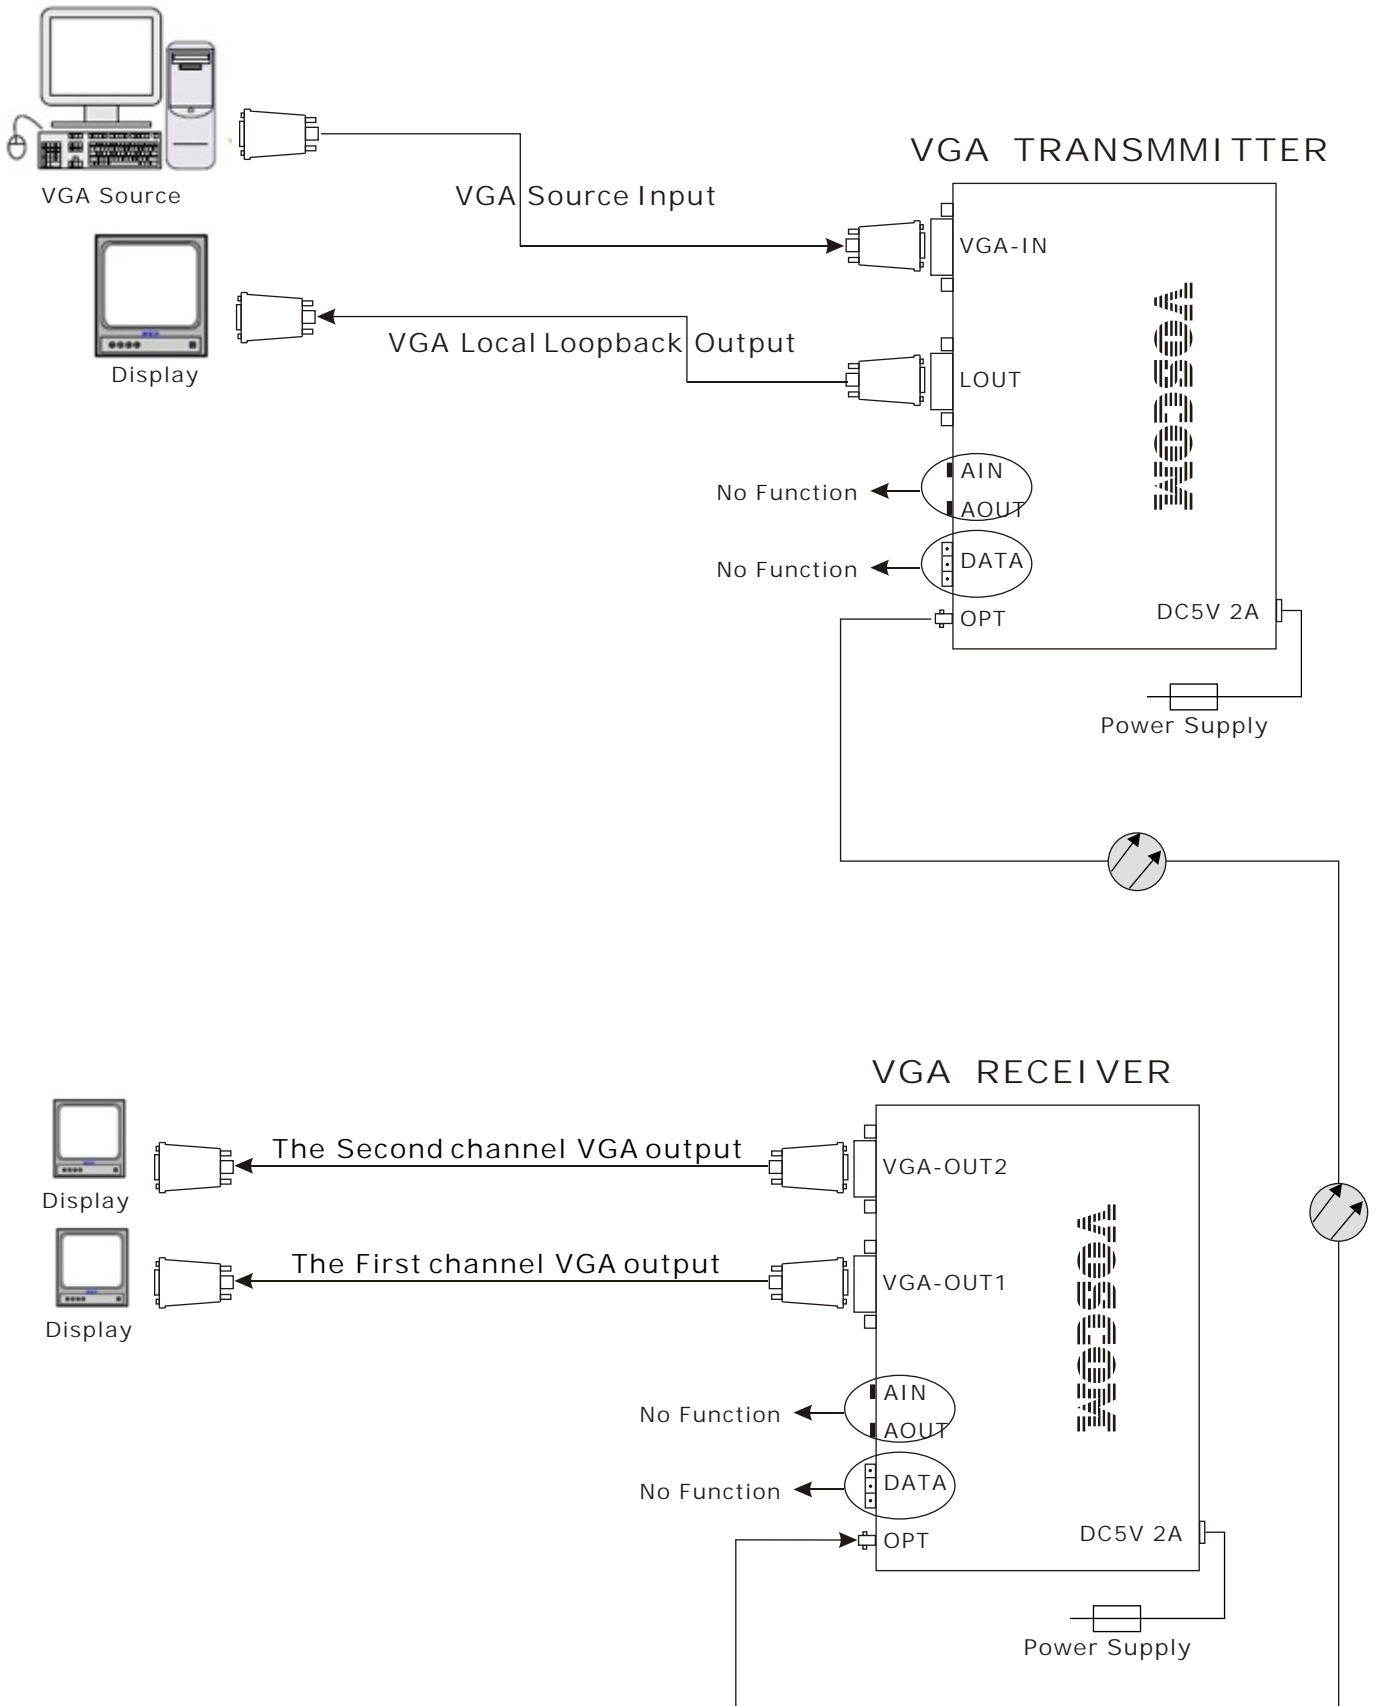 VGA TRANSMMITTER
VGA Source
VGA Source Input
VGA-IN
Display
VGA Local Loopback Output
LOUT
VOSCOM
AIN
No Function
AOUT
No Function
DATA
OPT
DC5V 2A
Power Supply
VGA RECEIVER
The Second channel VGA output
VGA-OUT2
Display
The First channel VGA output
VGA-OUT1
Display
VOSCOM
AIN
No Function
AOUT
No Function
DATA
OPT
DC5V 2A
Power Supply